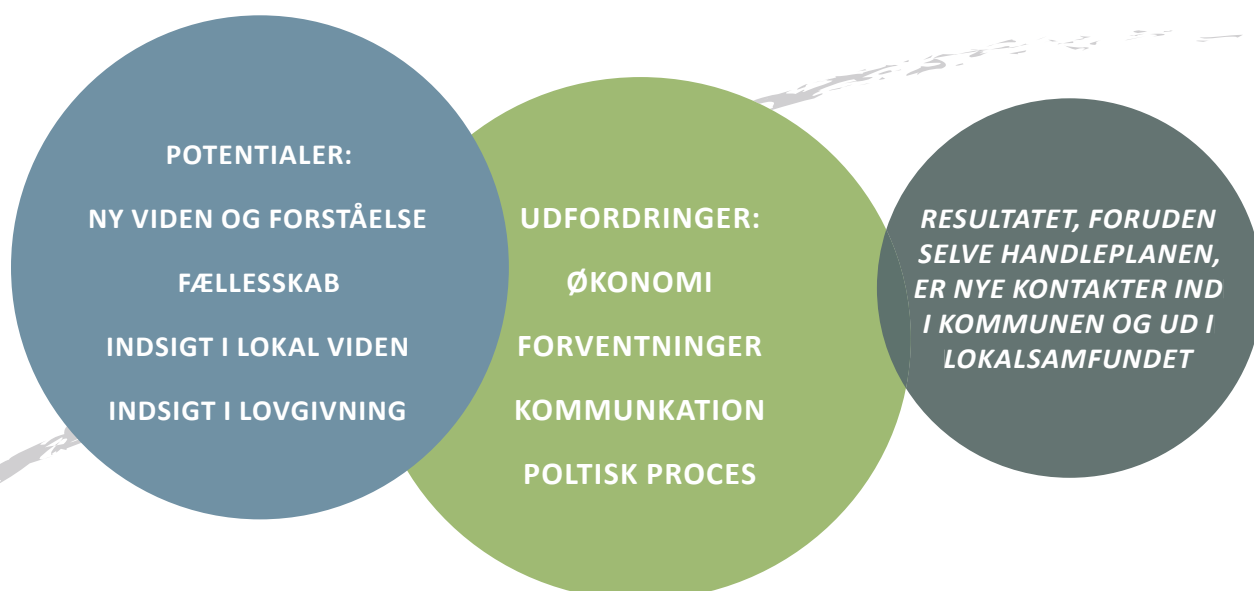 POTENTIALER:
NY VIDEN OG FORSTÅELSE
FÆLLESSKAB
INDSIGT I LOKAL VIDEN
INDSIGT I LOVGIVNING
UDFORDRINGER:
ØKONOMI
FORVENTNINGER
KOMMUNKATION
POLTISK PROCES
RESULTATET, FORUDEN
SELVE HANDLEPLANEN,
ER NYE KONTAKTER IND
I KOMMUNEN OG UD I
LOKALSAMFUNDET